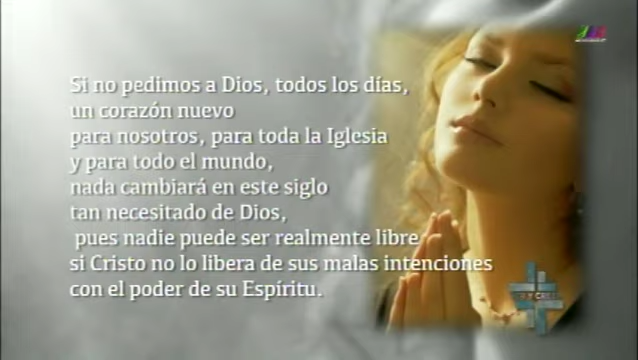 Si no pedimos a Dios, todos los días,
un corazón nuevo
para nosotros, para toda la Iglesia
y para todo el mundo,
nada cambiará en este siglo
tan necesitado de Dios,
pues nadie puede ser realmente libre
si Cristo no lo libera de sus malas intenciones
con el poder de su Espíritu.